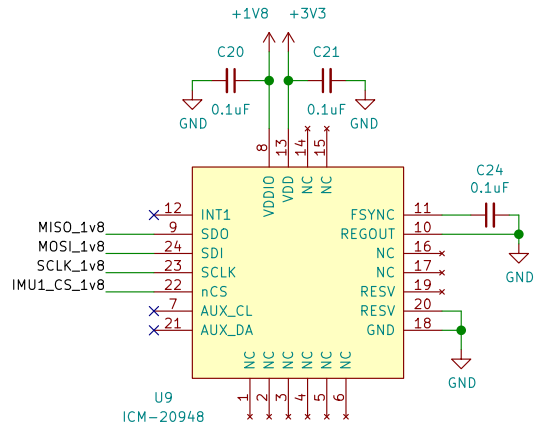 +1V8 +3V3
C20 C21
0.1uF 0.1uF
GND GND
8 13 14 15
VDDIO VDD NC NC
C24
0.1uF
12 INT1 FSYNC 11
MISO_1v8 9 SDO REGOUT 10
MOSI_1v8 24 SDI NC 16
SCLK_1v8 23 SCLK NC 17
IMU1_CS_1v8 22 nCS RESV 19
GND
7 AUX_CL RESV 20
21 AUX_DA GND 18
NC NC NC NC NC NC
1 2 3 4 5 6
GND
U9
ICM-20948